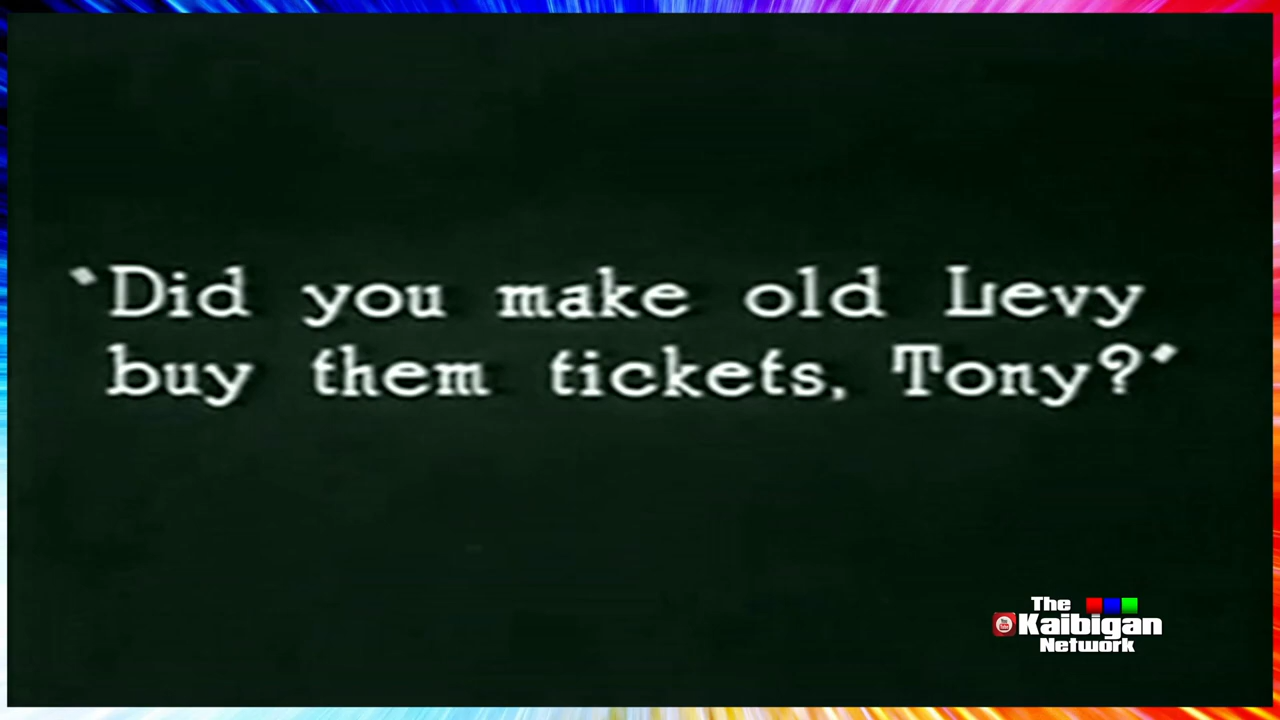 "Did you make old Levy
buy them tickets, Tony?"
The
Kaibigan
Network